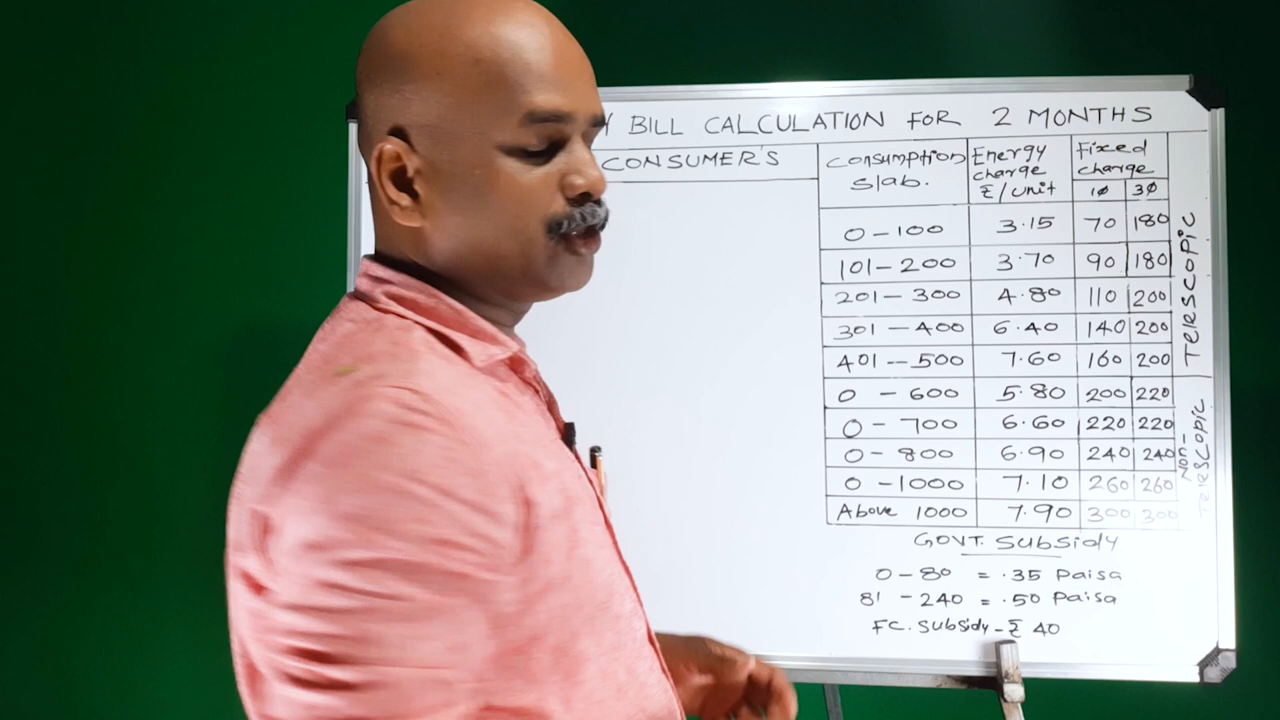 Y BILL CALCULATION FOR 2 MONTHS
CONSUMER'S
Consumption Slab.
Energy charge ₹/unit
Fixed charge
1Ø 3Ø
0-100 3.15 70 180
101-200 3.70 90 180
201-300 4.80 110 200
301-400 6.40 140 200
401-500 7.60 160 200
0-600 5.80 200 220
0-700 6.60 220 220
0-800 6.90 240 240
0-1000 7.10 260 260
Above 1000 7.90 300 300
TELESCOPIC
NON-TELESCOPIC
GOVT. SUBSIDY
0-80 = .35 Paisa
81-240 = .50 Paisa
FC. Subsidy - ₹ 40